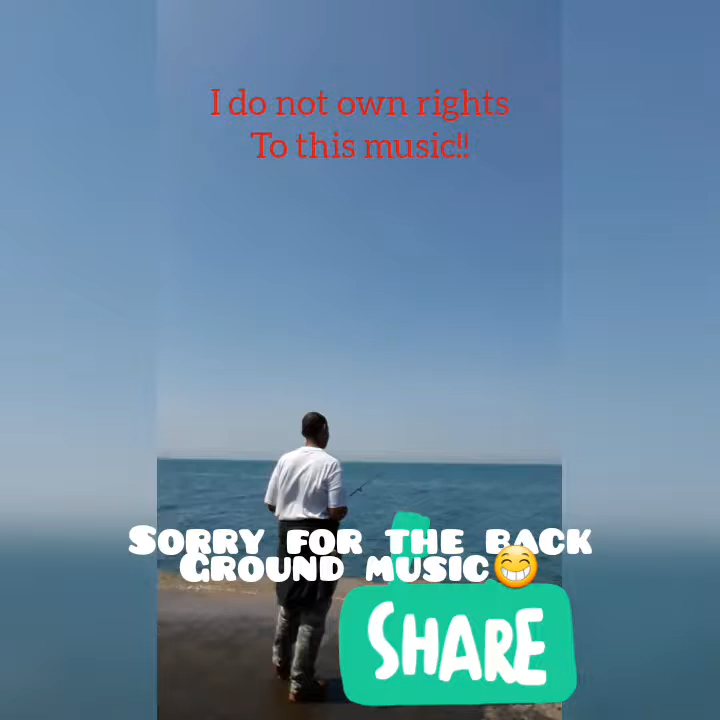 I do not own rights
To this music!!
SORRY FOR THE BACK
GROUND MUSIC😁
SHARE